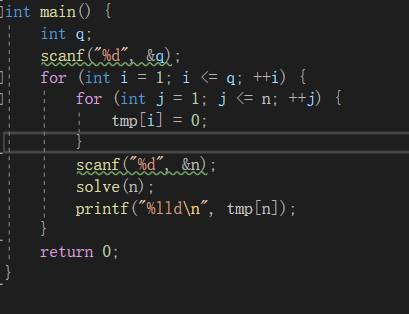 int main() {
int q;
scanf("%d", &q);
for (int i = 1; i <= q; ++i) {
for (int j = 1; j <= n; ++j) {
tmp[i] = 0;
}
scanf("%d", &n);
solve(n);
printf("%lld\n", tmp[n]);
}
return 0;
}